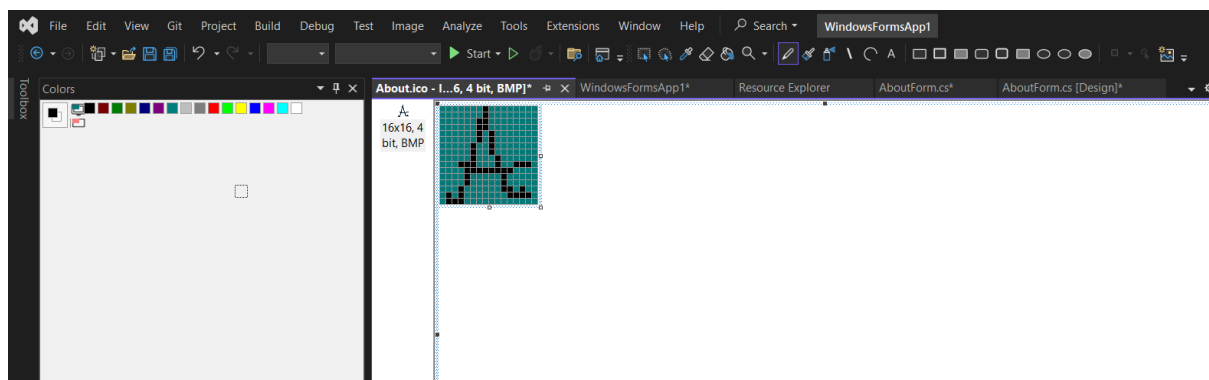 File Edit View Git Project Build Debug Test Image Analyze Tools Extensions Window Help Search WindowsFormsApp1
Start A
Toolbox
Colors
About.ico - I...6, 4 bit, BMP]* WindowsFormsApp1* Resource Explorer AboutForm.cs* AboutForm.cs [Design]*
16x16, 4
bit, BMP